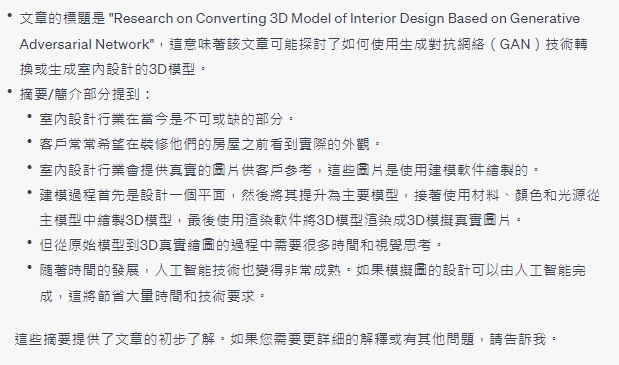 • 文章的標題是 "Research on Converting 3D Model of Interior Design Based on Generative
Adversarial Network"，這意味著該文章可能探討了如何使用生成對抗網絡（GAN）技術轉
換或生成室內設計的3D模型。
• 摘要/簡介部分提到：
• 室內設計行業在當今是不可或缺的部分。
• 客戶常常希望在裝修他們的房屋之前看到實際的外觀。
• 室內設計行業會提供真實的圖片供客戶參考，這些圖片是使用建模軟件繪製的。
• 建模過程首先是設計一個平面，然後將其提升為主要模型，接著使用材料、顏色和光源從
主模型中繪製3D模型，最後使用渲染軟件將3D模型渲染成3D模擬真實圖片。
• 但從原始模型到3D真實繪圖的過程中需要很多時間和視覺思考。
• 隨著時間的發展，人工智能技術也變得非常成熟。如果模擬圖的設計可以由人工智能完
成，這將節省大量時間和技術要求。
這些摘要提供了文章的初步了解。如果您需要更詳細的解釋或有其他問題，請告訴我。